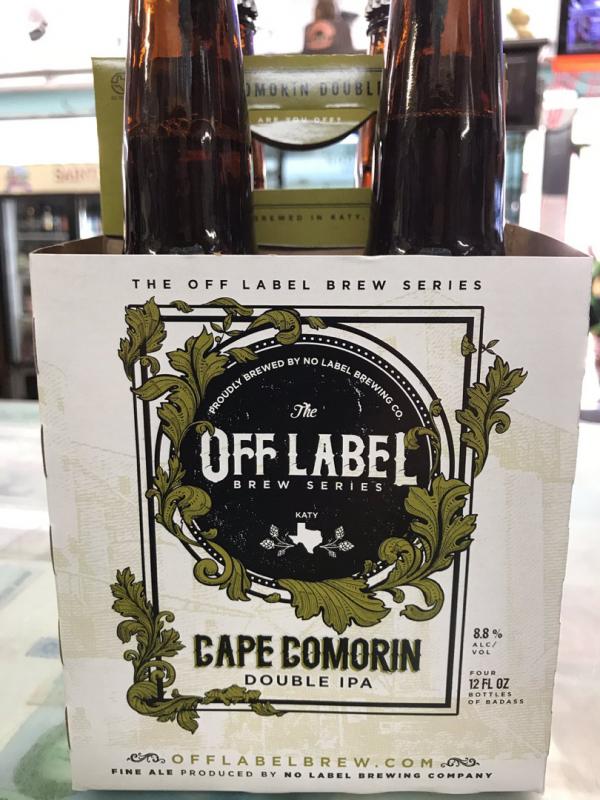 OMORIN DOUBLE
ARE YOU OFF?
BREWED IN KATY,
THE OFF LABEL BREW SERIES
PROUDLY BREWED BY NO LABEL BREWING CO.
The
OFF LABEL
BREW SERIES
KATY
CAPE COMORIN
DOUBLE IPA
8.8 %
ALC/
VOL
FOUR
12 FL OZ
BOTTLES
OF BADASS
OFFLABELBREW.COM
FINE ALE PRODUCED BY NO LABEL BREWING COMPANY